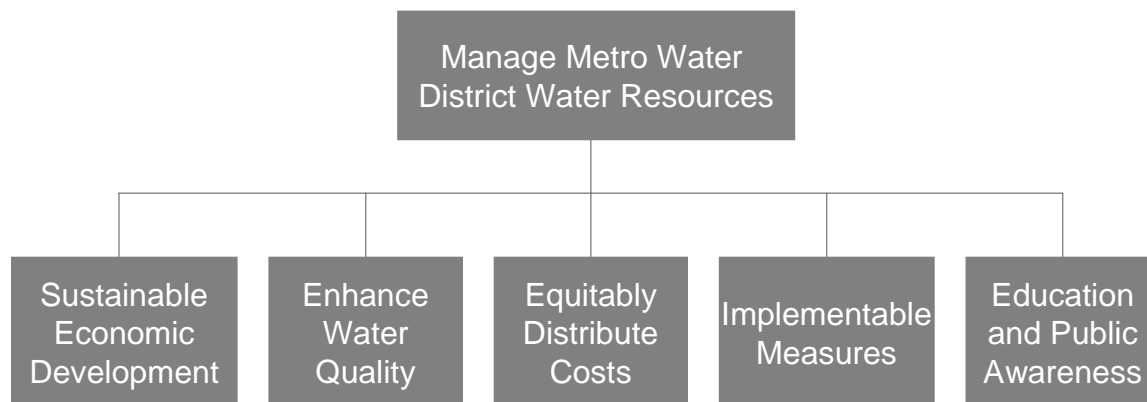 Manage Metro Water
District Water Resources
Sustainable
Economic
Development
Enhance
Water
Quality
Equitably
Distribute
Costs
Implementable
Measures
Education
and Public
Awareness